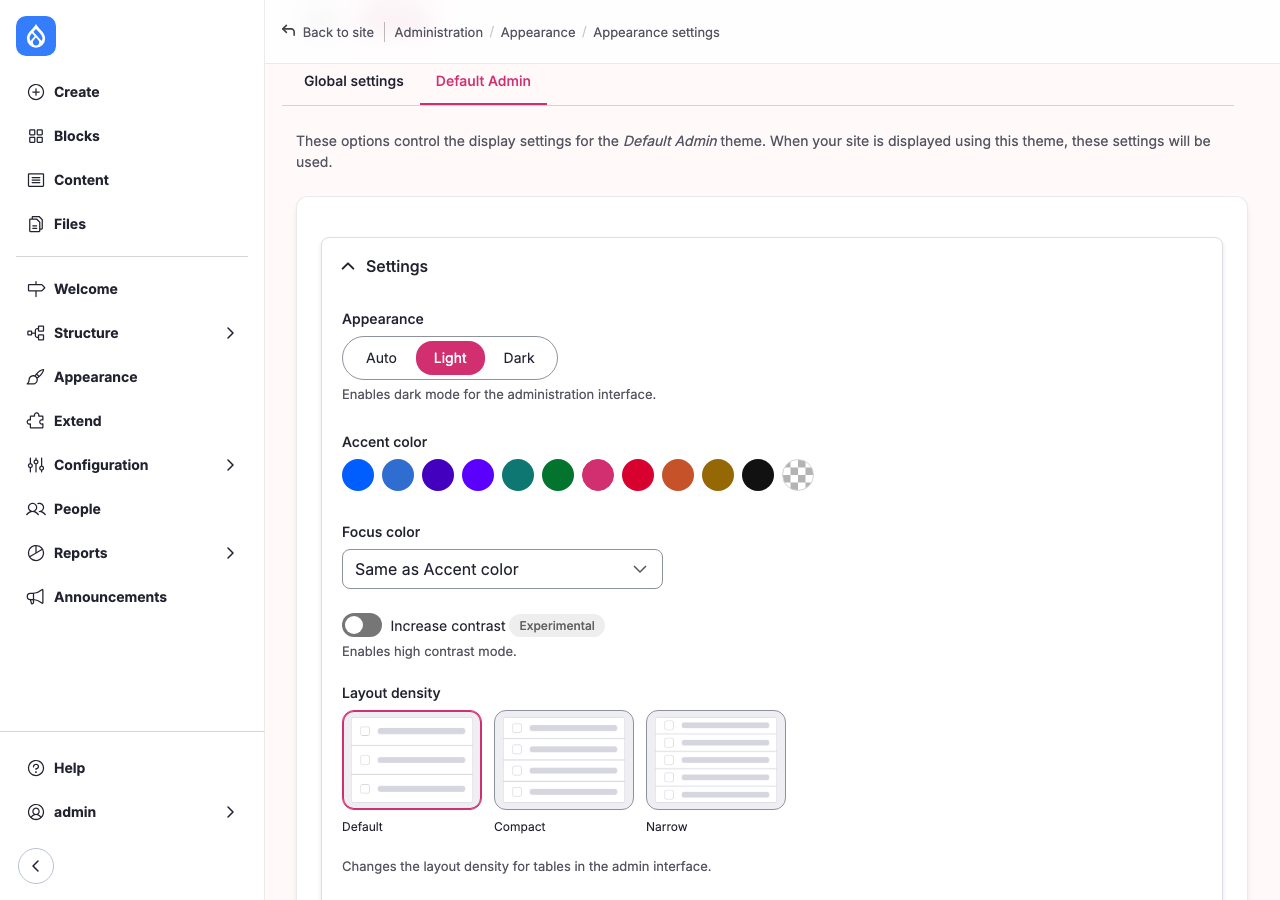 Back to site
Administration / Appearance / Appearance settings
Create
Blocks
Content
Files
Welcome
Structure
Appearance
Extend
Configuration
People
Reports
Announcements
Help
admin
Global settings
Default Admin
These options control the display settings for the Default Admin theme. When your site is displayed using this theme, these settings will be
used.
Settings
Appearance
Auto Light Dark
Enables dark mode for the administration interface.
Accent color
Focus color
Same as Accent color
Increase contrast Experimental
Enables high contrast mode.
Layout density
Default Compact Narrow
Changes the layout density for tables in the admin interface.